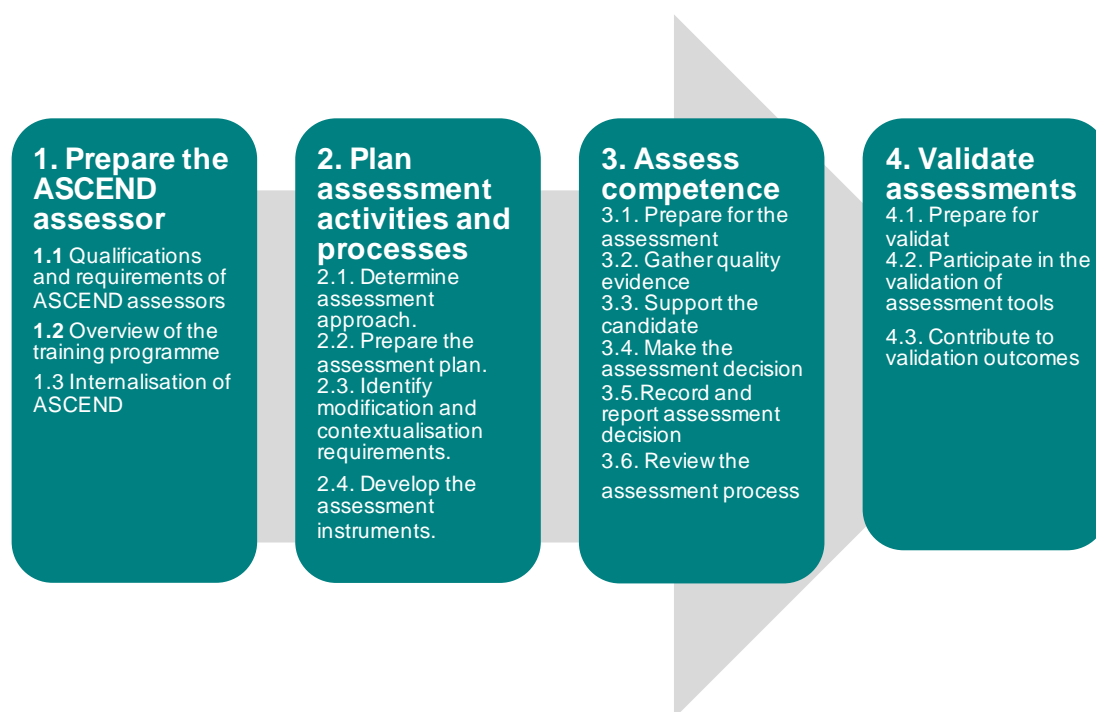 1. Prepare the
ASCEND
assessor
1.1 Qualifications
and requirements of
ASCEND assessors
1.2 Overview of the
training programme
1.3 Internalisation of
ASCEND
2. Plan
assessment
activities and
processes
2.1. Determine
assessment
approach.
2.2. Prepare the
assessment plan.
2.3. Identify
modification and
contextualisation
requirements.
2.4. Develop the
assessment
instruments.
3. Assess
competence
3.1. Prepare for the
assessment
3.2. Gather quality
evidence
3.3. Support the
candidate
3.4. Make the
assessment decision
3.5.Record and
report assessment
decision
3.6. Review the
assessment process
4. Validate
assessments
4.1. Prepare for
validat
4.2. Participate in the
validation of
assessment tools
4.3. Contribute to
validation outcomes